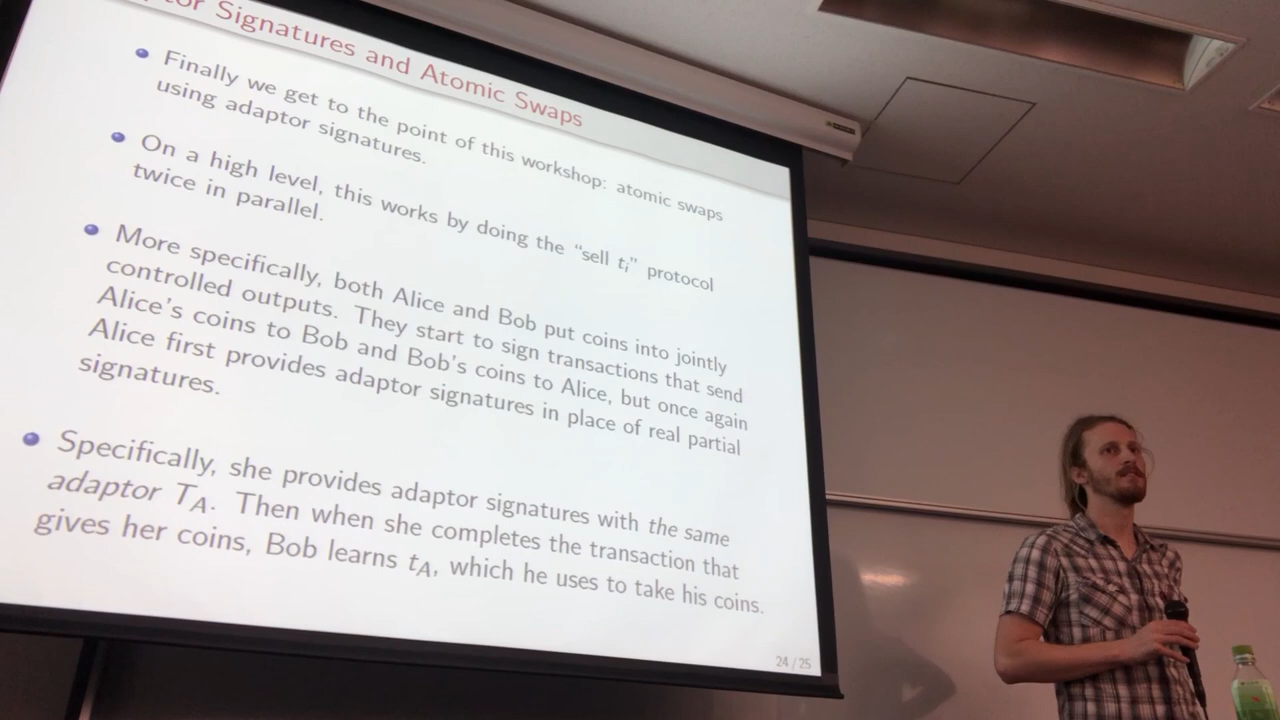 Signatures and Atomic Swaps
Finally we get to the point of this workshop: atomic swaps
using adaptor signatures.
On a high level, this works by doing the “sell tᵢ” protocol
twice in parallel.
More specifically, both Alice and Bob put coins into jointly
controlled outputs. They start to sign transactions that send
Alice's coins to Bob and Bob's coins to Alice, but once again
Alice first provides adaptor signatures in place of real partial
signatures.
Specifically, she provides adaptor signatures with the same
adaptor T_A. Then when she completes the transaction that
gives her coins, Bob learns t_A, which he uses to take his coins.
24 / 25